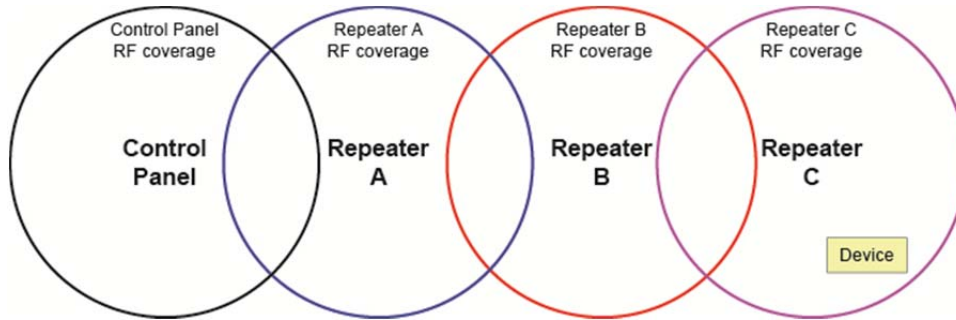 Control Panel
RF coverage
Repeater A
RF coverage
Repeater B
RF coverage
Repeater C
RF coverage
Control
Panel
Repeater
A
Repeater
B
Repeater
C
Device